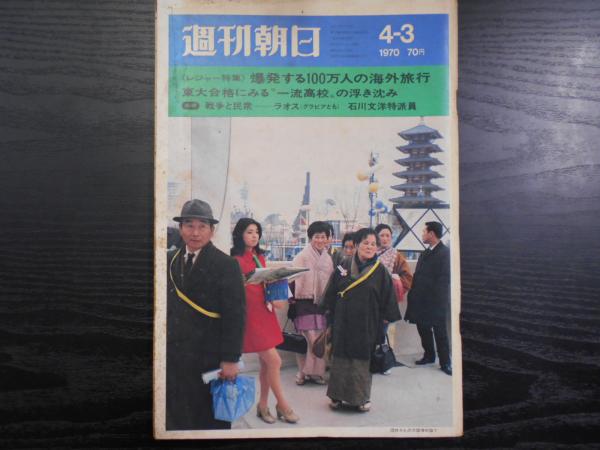 週刊朝日
4-3
1970 70円
〈レジャー特集〉爆発する100万人の海外旅行
東大合格にみる“一流高校„の浮き沈み
戦争と民衆――ラオス(グラビアとも) 石川文洋特派員